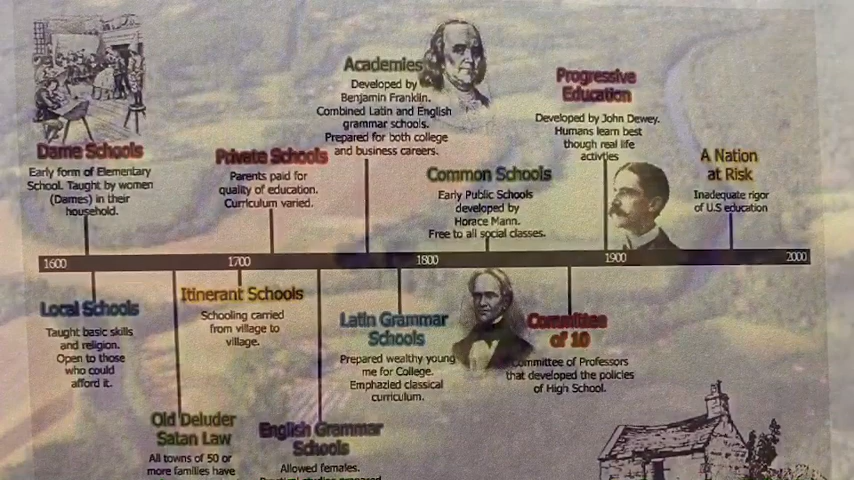 Academies
Developed by
Benjamin Franklin.
Combined Latin and English
grammar schools.
Prepared for both college
and business careers.
Progressive
Education
Developed by John Dewey.
Humans learn best
though real life
activties
Dame Schools
Early form of Elementary
School. Taught by women
(Dames) in their
household.
Private Schools
Parents paid for
quality of education.
Curriculum varied.
Common Schools
Early Public Schools
developed by
Horace Mann.
Free to all social classes.
A Nation
at Risk
Inadequate rigor
of U.S education
1600 1700 1800 1900 2000
Local Schools
Taught basic skills
and religion.
Open to those
who could
afford it.
Itinerant Schools
Schooling carried
from village to
village.
Latin Grammar
Schools
Prepared wealthy young
me for College.
Emphazied classical
curriculum.
Committee
of 10
Committee of Professors
that developed the policies
of High School.
Old Deluder
Satan Law
All towns of 50 or
more families have
English Grammar
Schools
Allowed females.